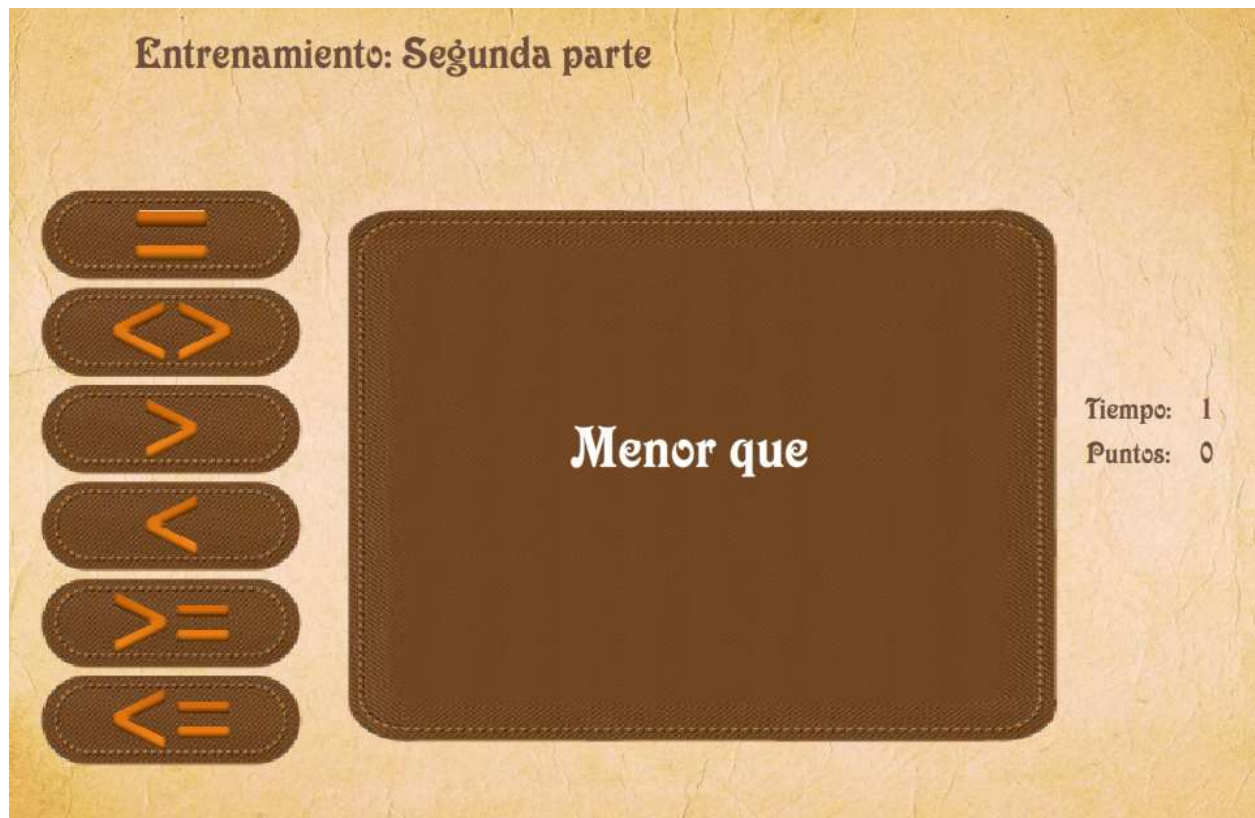 Entrenamiento: Segunda parte
=
<>
>
<
>=
<=
Menor que
Tiempo: 1
Puntos: 0